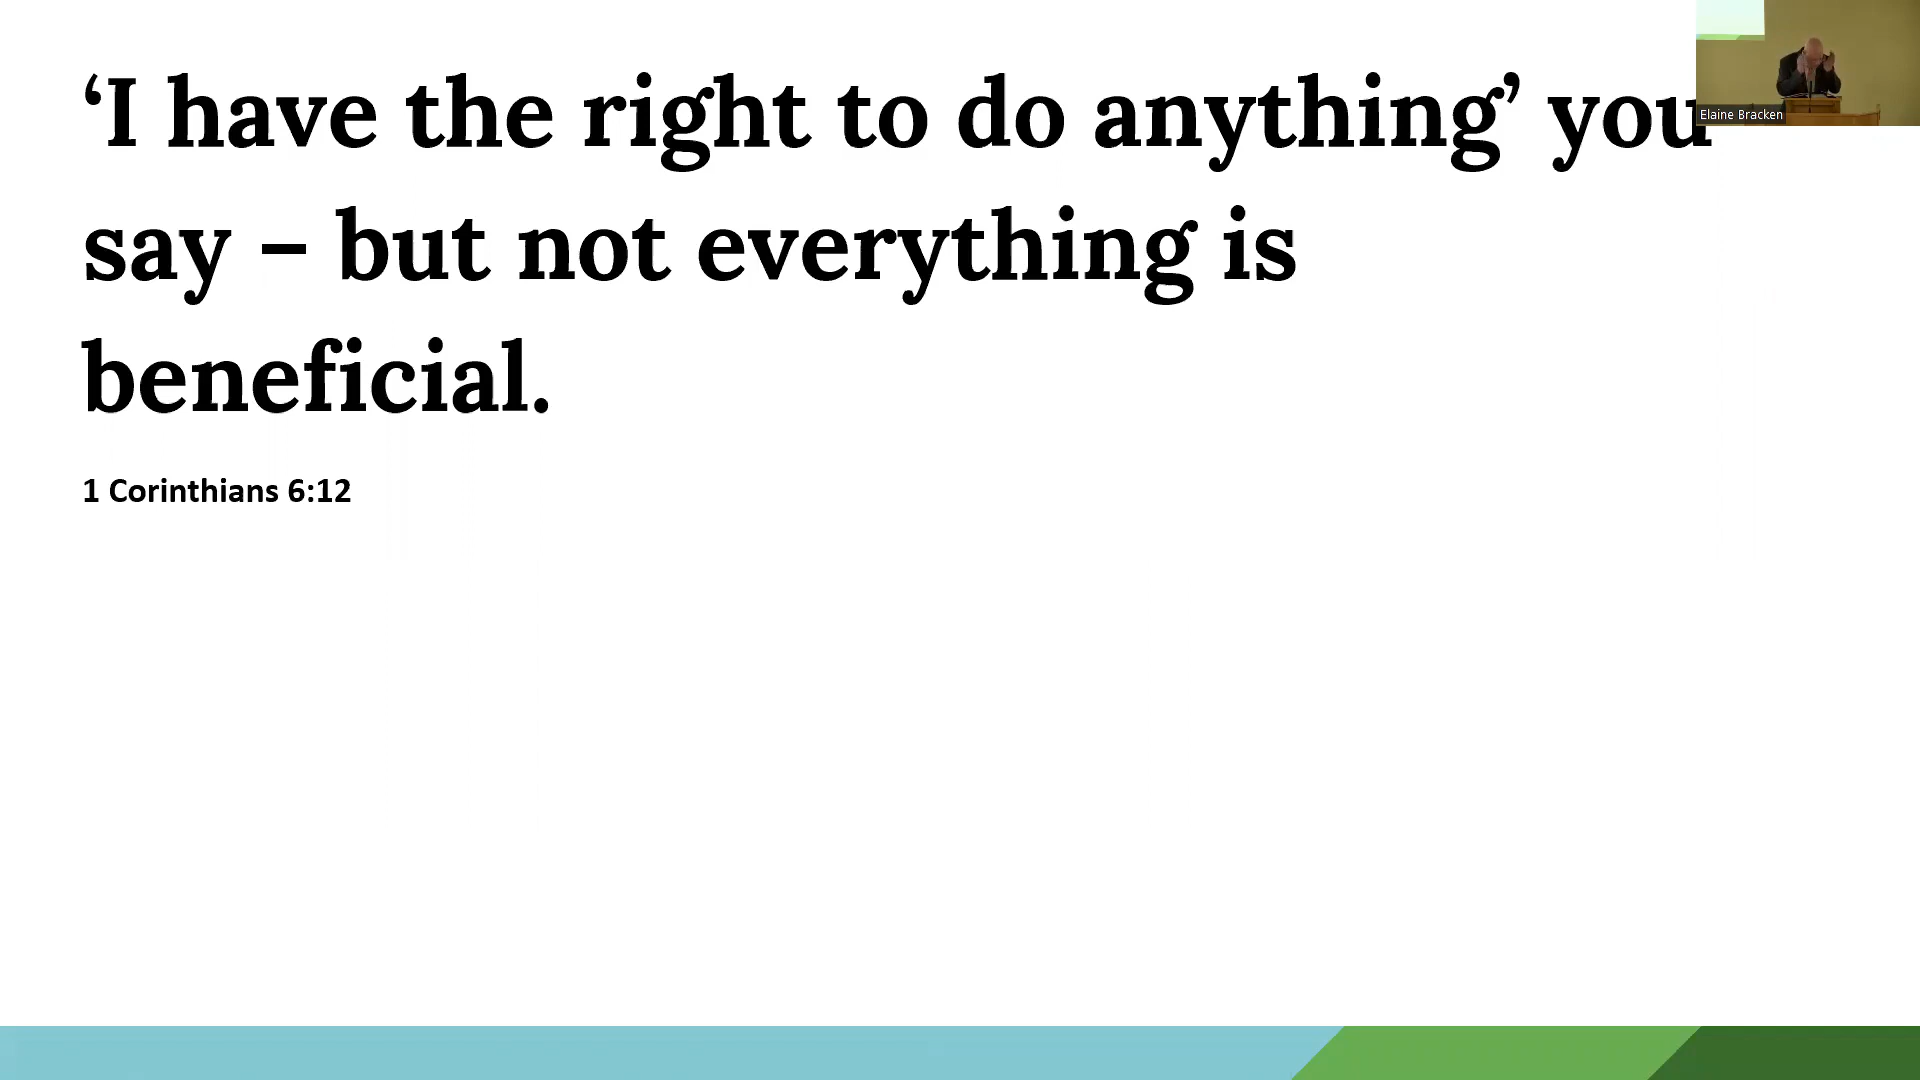 ‘I have the right to do anything’ you
say – but not everything is
beneficial.
1 Corinthians 6:12
Elaine Bracken